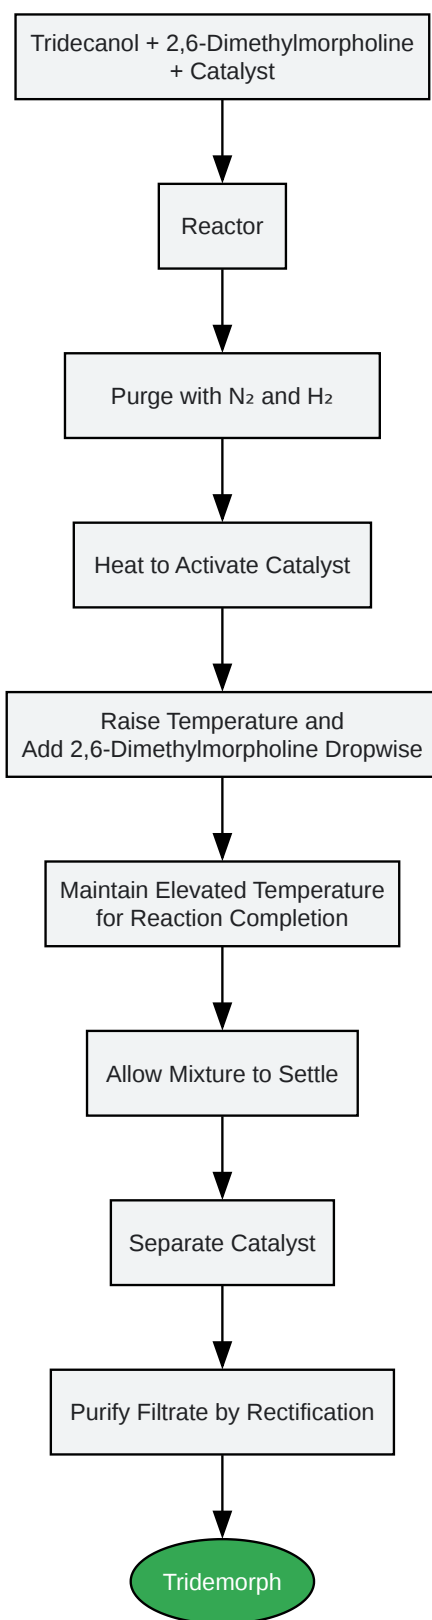 Tridecanol + 2,6-Dimethylmorpholine
+ Catalyst
Reactor
Purge with N₂ and H₂
Heat to Activate Catalyst
Raise Temperature and
Add 2,6-Dimethylmorpholine Dropwise
Maintain Elevated Temperature
for Reaction Completion
Allow Mixture to Settle
Separate Catalyst
Purify Filtrate by Rectification
Tridemorph